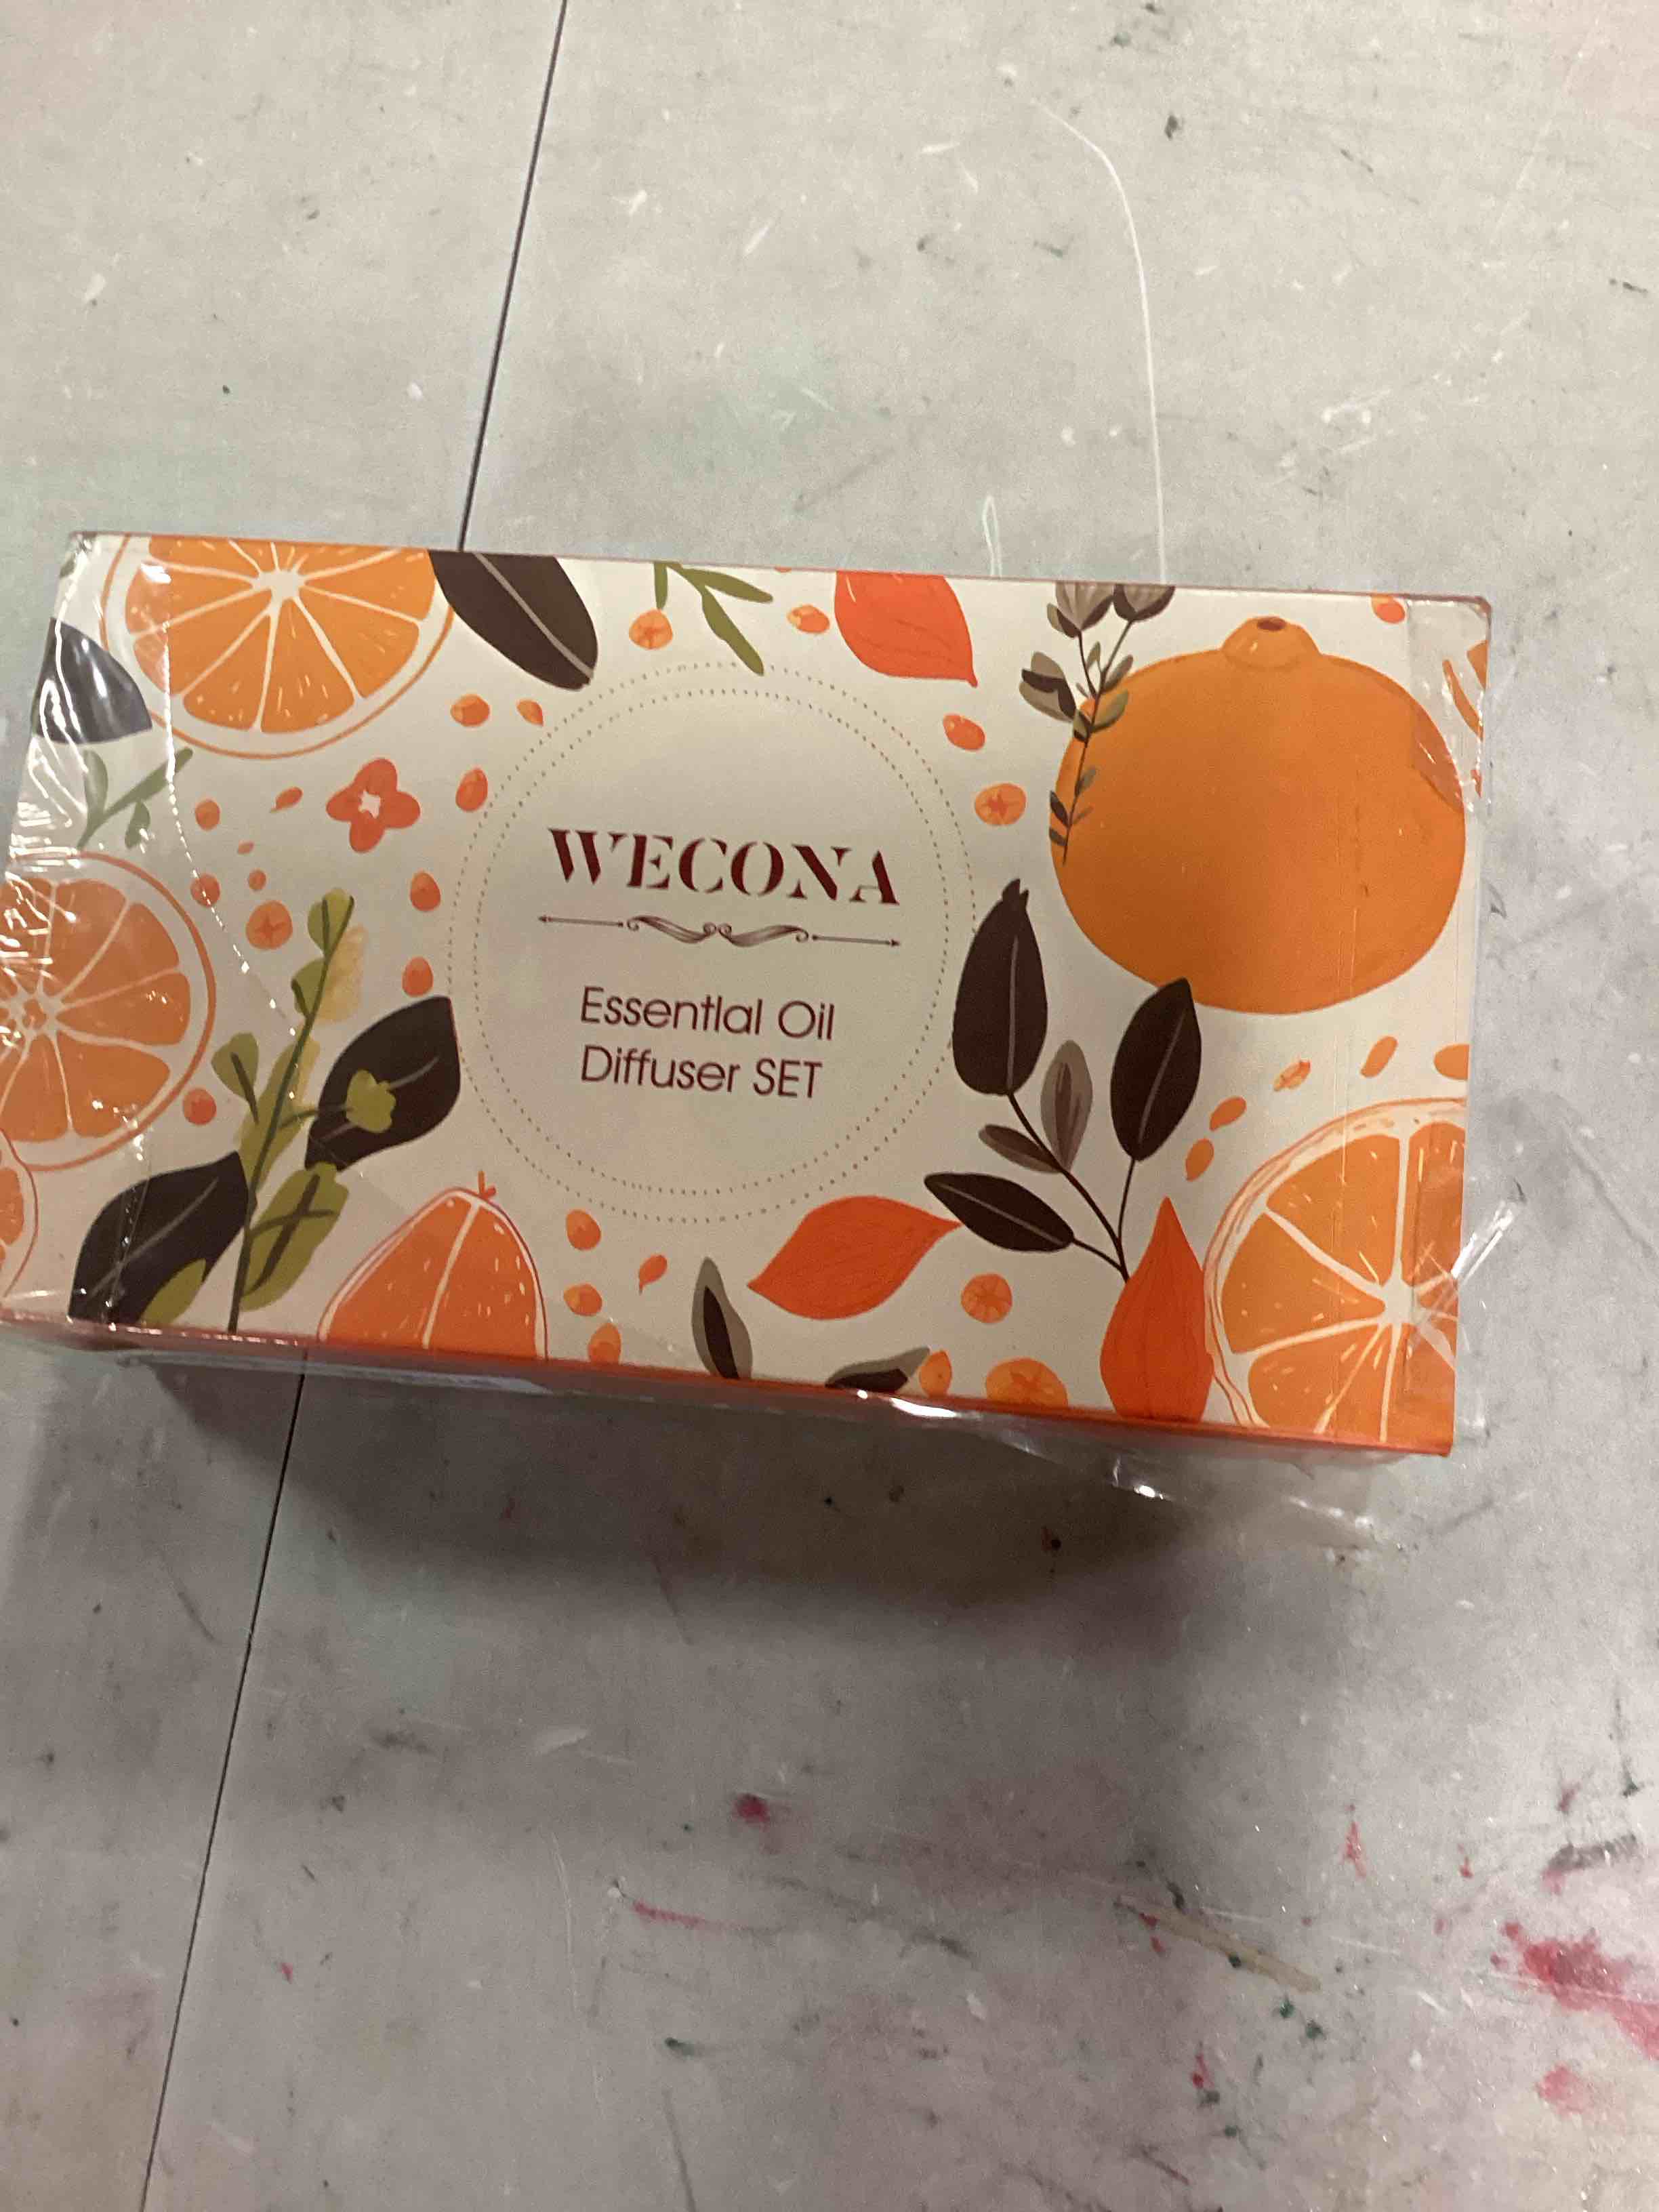 WECONA
Essentlal Oil
Diffuser SET